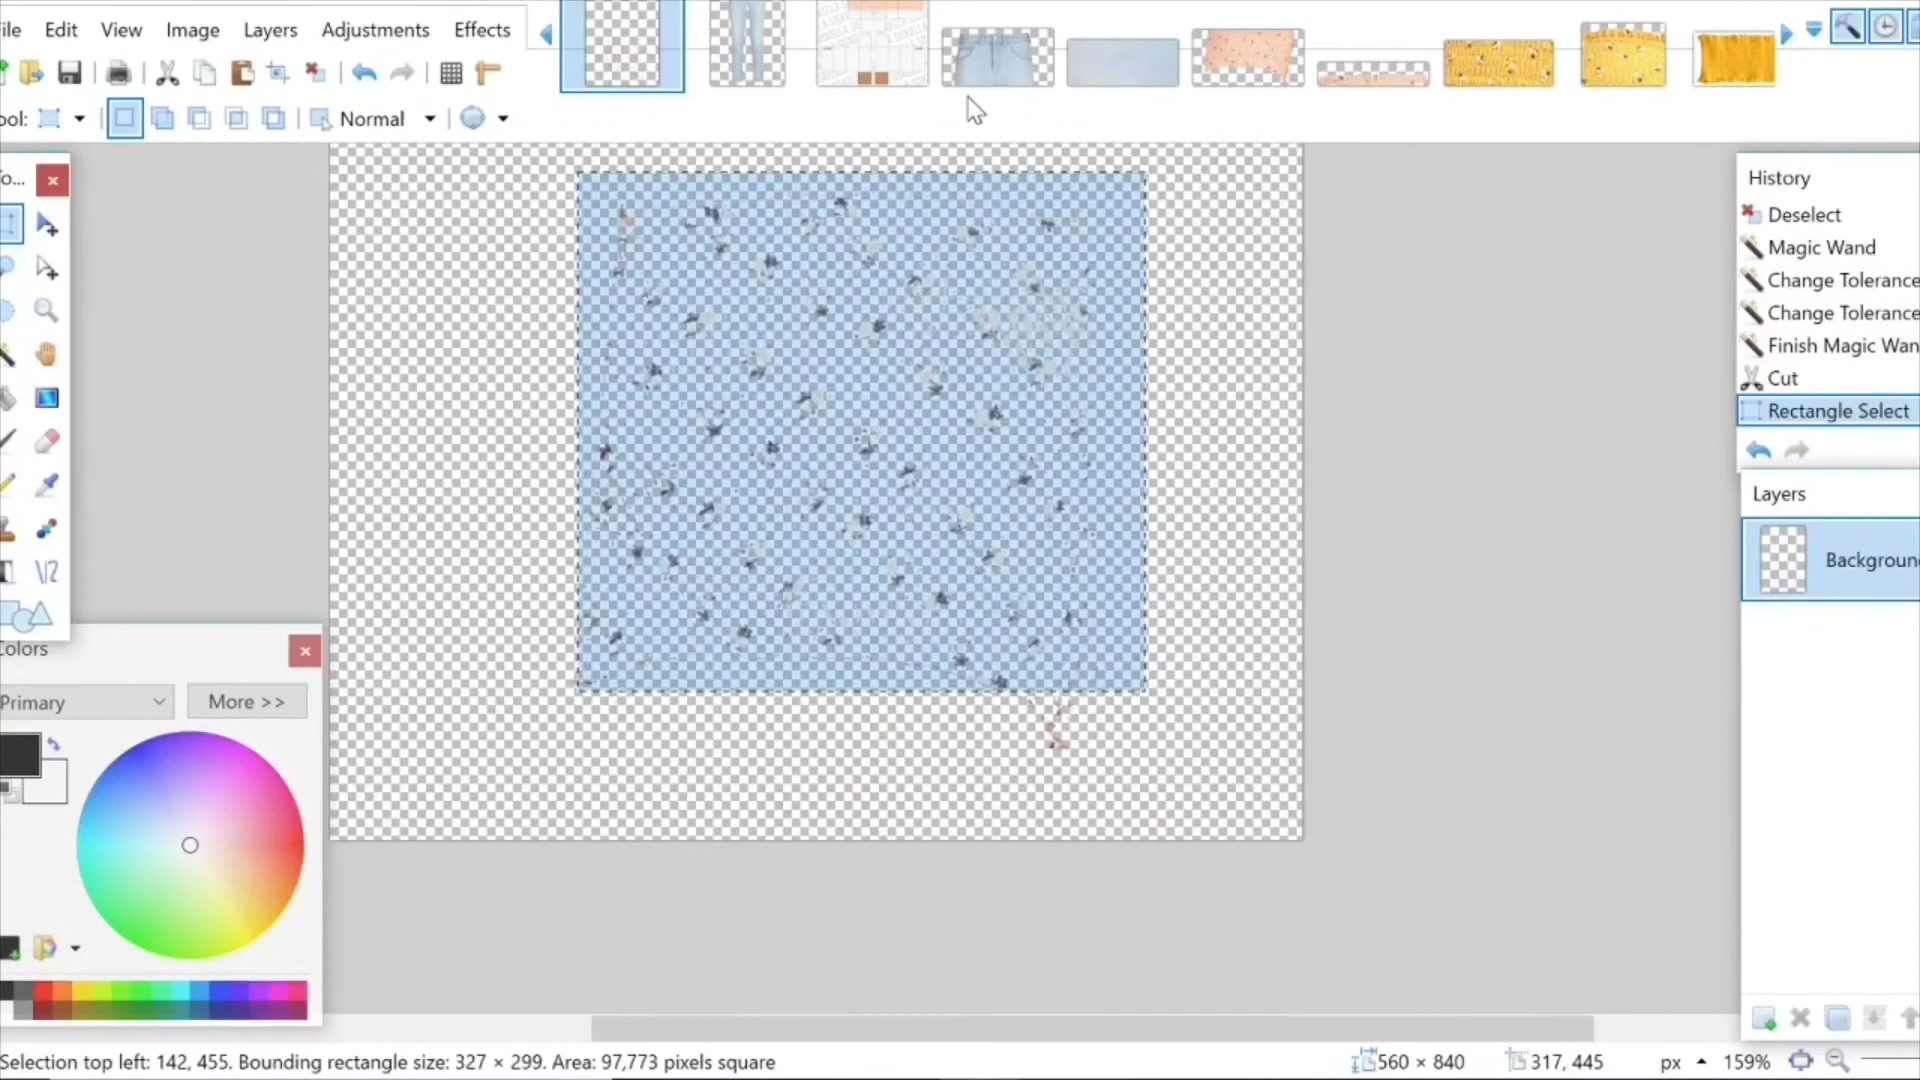 ile Edit View Image Layers Adjustments Effects
ool: Normal
o...
History
Deselect
Magic Wand
Change Tolerance
Change Tolerance
Finish Magic Wan
Cut
Rectangle Select
Layers
Backgroun
Colors
Primary More >>
Selection top left: 142, 455. Bounding rectangle size: 327 × 299. Area: 97,773 pixels square 560 × 840 317, 445 px 159%